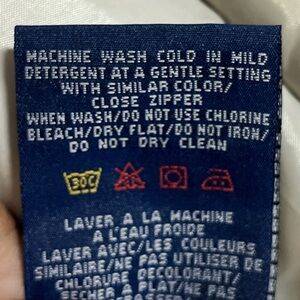 MACHINE WASH COLD IN MILD
DETERGENT AT A GENTLE SETTING
WITH SIMILAR COLOR/
CLOSE ZIPPER
WHEN WASH/DO NOT USE CHLORINE
BLEACH/DRY FLAT/DO NOT IRON/
DO NOT DRY CLEAN
30C
LAVER A LA MACHINE
A L'EAU FROIDE
LAVER AVEC/LES COULEURS
SIMILAIRE/NE PAS UTILISER DE
CHLORURE DECOLORANT/
SECHER A PLAT/NE PAS